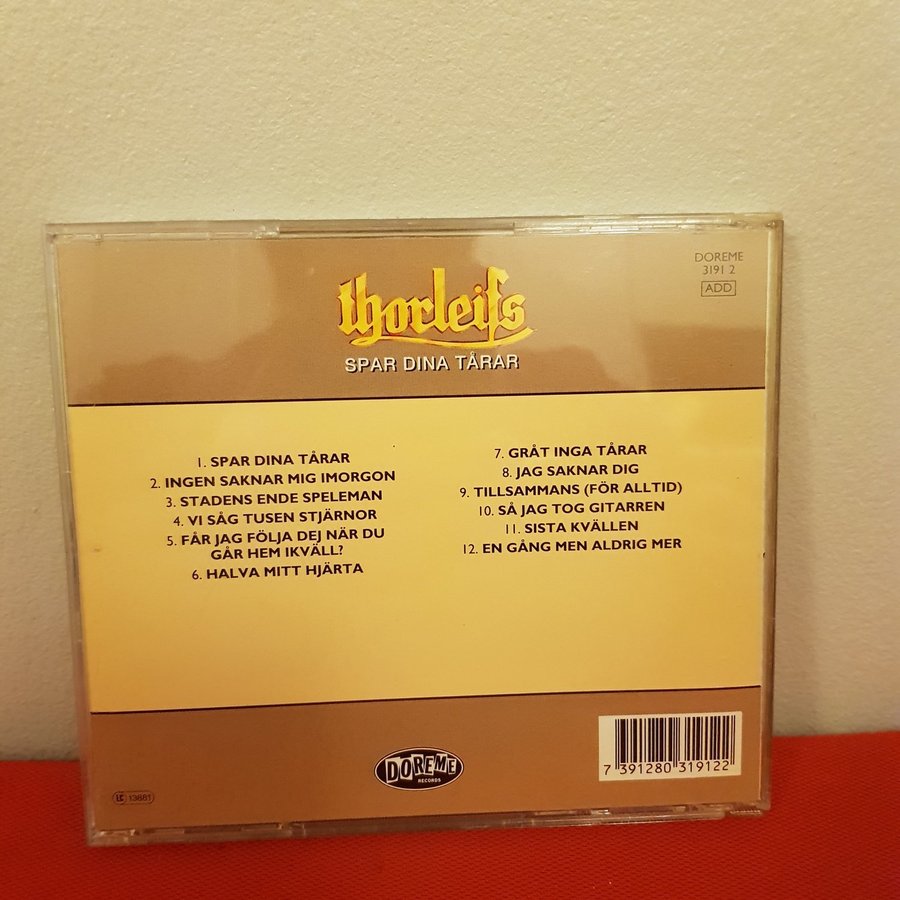 DOREME
3191 2
ADD
thorleifs
SPAR DINA TÅRAR
1. SPAR DINA TÅRAR
2. INGEN SAKNAR MIG IMORGON
3. STADENS ENDE SPELEMAN
4. VI SÅG TUSEN STJÄRNOR
5. FÅR JAG FÖLJA DEJ NÄR DU
GÅR HEM IKVÄLL?
6. HALVA MITT HJÄRTA
7. GRÅT INGA TÅRAR
8. JAG SAKNAR DIG
9. TILLSAMMANS (FÖR ALLTID)
10. SÅ JAG TOG GITARREN
11. SISTA KVÄLLEN
12. EN GÅNG MEN ALDRIG MER
DOREME
RECORDS
7 391280 319122
LC 13881